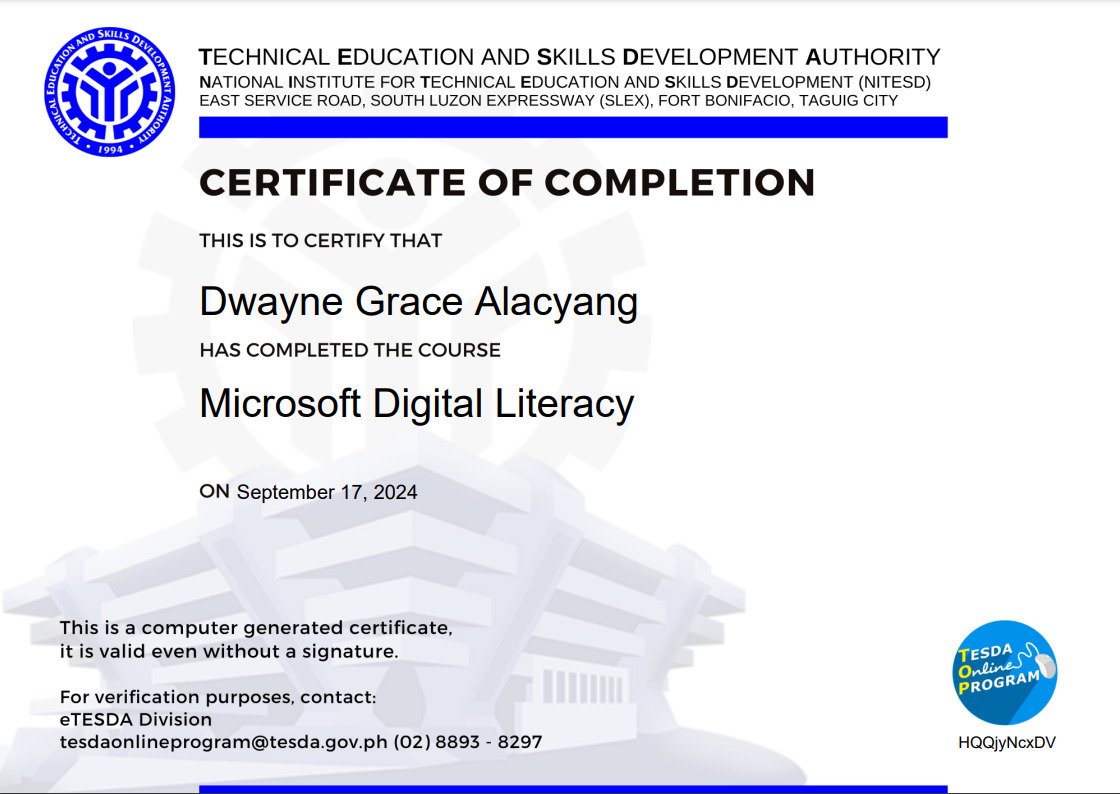 TECHNICAL EDUCATION AND SKILLS DEVELOPMENT AUTHORITY
• 1994 •
TECHNICAL EDUCATION AND SKILLS DEVELOPMENT AUTHORITY
NATIONAL INSTITUTE FOR TECHNICAL EDUCATION AND SKILLS DEVELOPMENT (NITESD)
EAST SERVICE ROAD, SOUTH LUZON EXPRESSWAY (SLEX), FORT BONIFACIO, TAGUIG CITY
CERTIFICATE OF COMPLETION
THIS IS TO CERTIFY THAT
Dwayne Grace Alacyang
HAS COMPLETED THE COURSE
Microsoft Digital Literacy
ON September 17, 2024
This is a computer generated certificate,
it is valid even without a signature.
For verification purposes, contact:
eTESDA Division
tesdaonlineprogram@tesda.gov.ph (02) 8893 - 8297
TESDA
Online
PROGRAM
HQQjyNcxDV